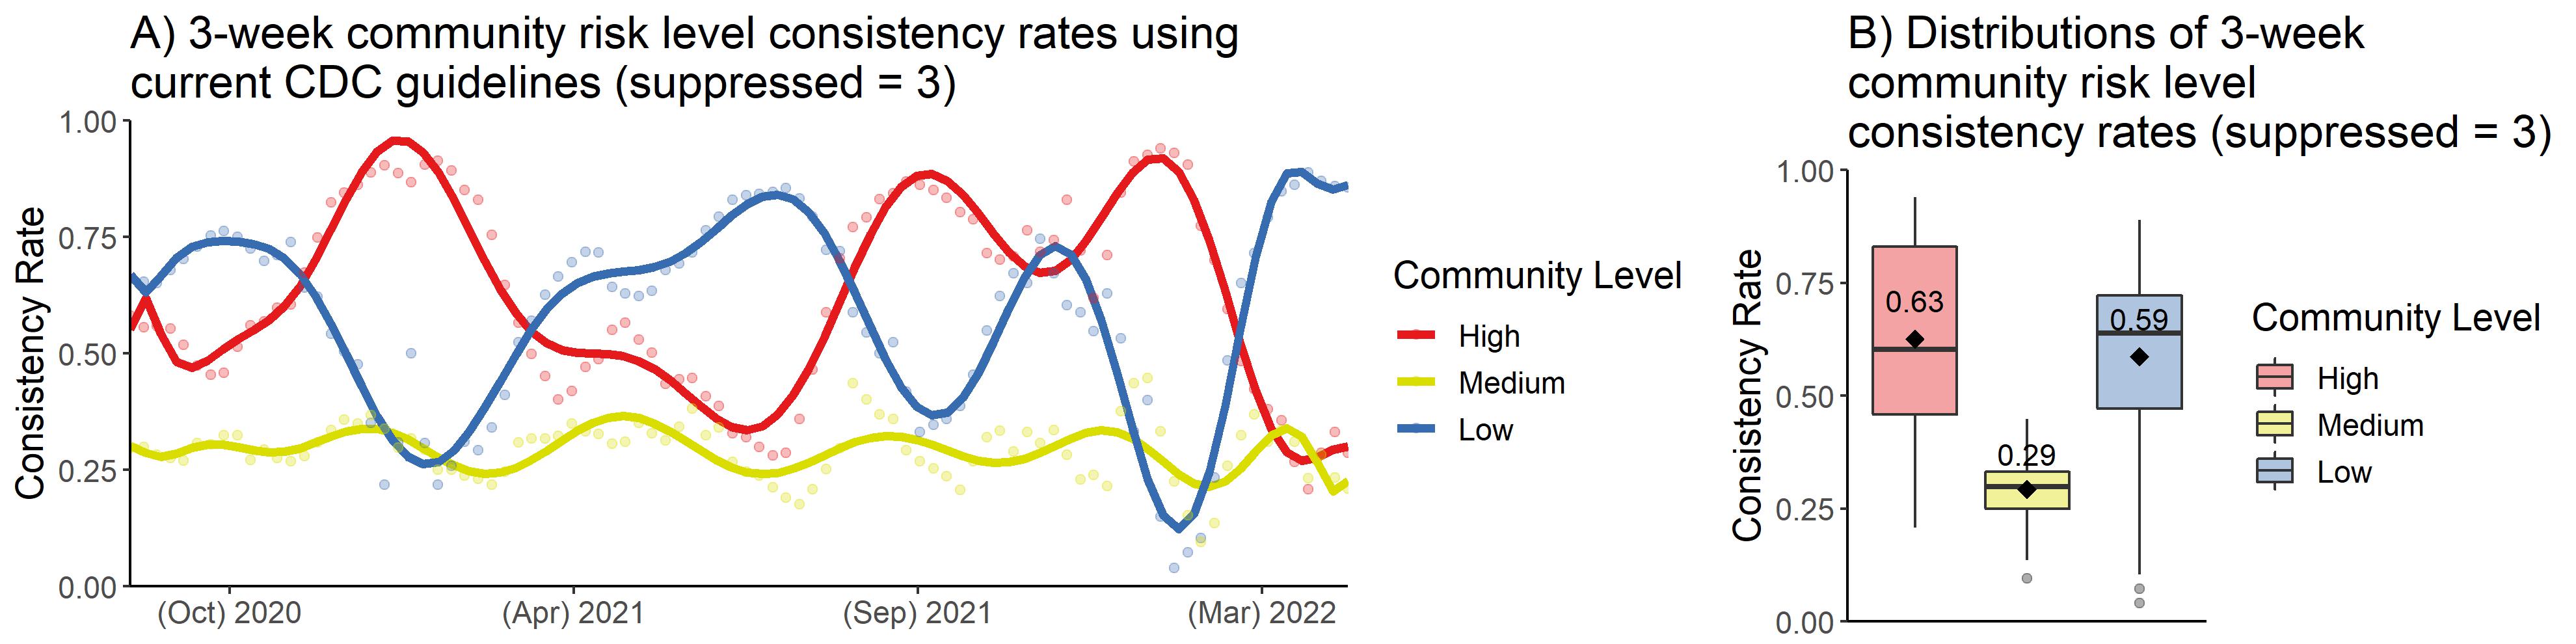 A) 3-week community risk level consistency rates using
current CDC guidelines (suppressed = 3)
Consistency Rate
1.00
0.75
0.50
0.25
0.00
(Oct) 2020
(Apr) 2021
(Sep) 2021
(Mar) 2022
Community Level
High
Medium
Low
B) Distributions of 3-week
community risk level
consistency rates (suppressed = 3)
Consistency Rate
1.00
0.75
0.50
0.25
0.00
0.63
0.29
0.59
Community Level
High
Medium
Low